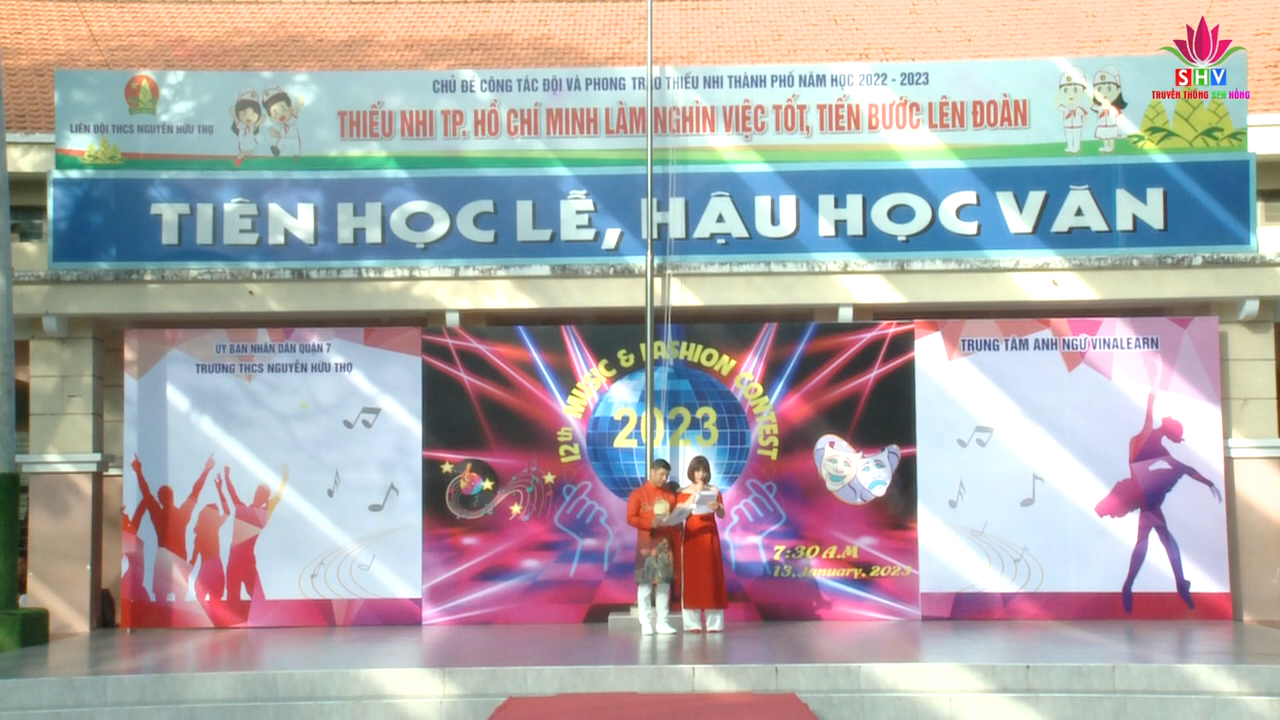 CHỦ ĐỀ CÔNG TÁC ĐỘI VÀ PHONG TRÀO THIẾU NHI THÀNH PHỐ NĂM HỌC 2022 - 2023
LIÊN ĐỘI THCS NGUYỄN HỮU THỌ
THIẾU NHI TP. HỒ CHÍ MINH LÀM NGHÌN VIỆC TỐT, TIẾN BƯỚC LÊN ĐOÀN
SHV
TRUYỀN THÔNG SEN HỒNG
TIÊN HỌC LỄ, HẬU HỌC VĂN
ỦY BAN NHÂN DÂN QUẬN 7
TRƯỜNG THCS NGUYỄN HỮU THỌ
12th MUSIC & FASHION CONTEST
2023
7:30 A.M
13, January, 2023
TRUNG TÂM ANH NGỮ VINALEARN